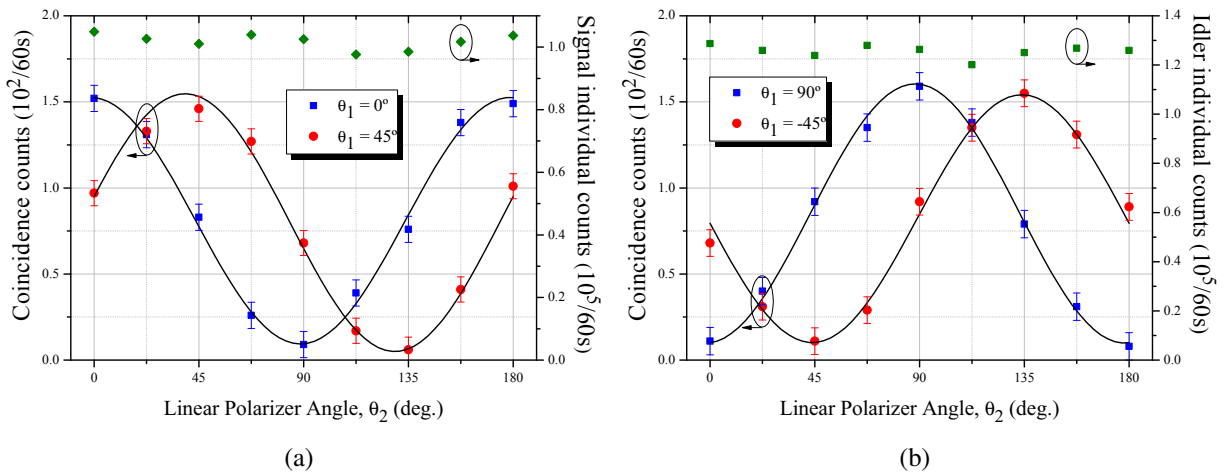 2.0
1.5
1.0
0.5
0.0
Coincidence counts (10²/60s)
0 45 90 135 180
Linear Polarizer Angle, θ₂ (deg.)
θ₁ = 0º
θ₁ = 45º
1.0
0.8
0.6
0.4
0.2
0.0
Signal individual counts (10⁵/60s)
(a)
2.0
1.5
1.0
0.5
0.0
Coincidence counts (10²/60s)
0 45 90 135 180
Linear Polarizer Angle, θ₂ (deg.)
θ₁ = 90º
θ₁ = -45º
1.4
1.2
1.0
0.8
0.6
0.4
0.2
0.0
Idler individual counts (10⁵/60s)
(b)